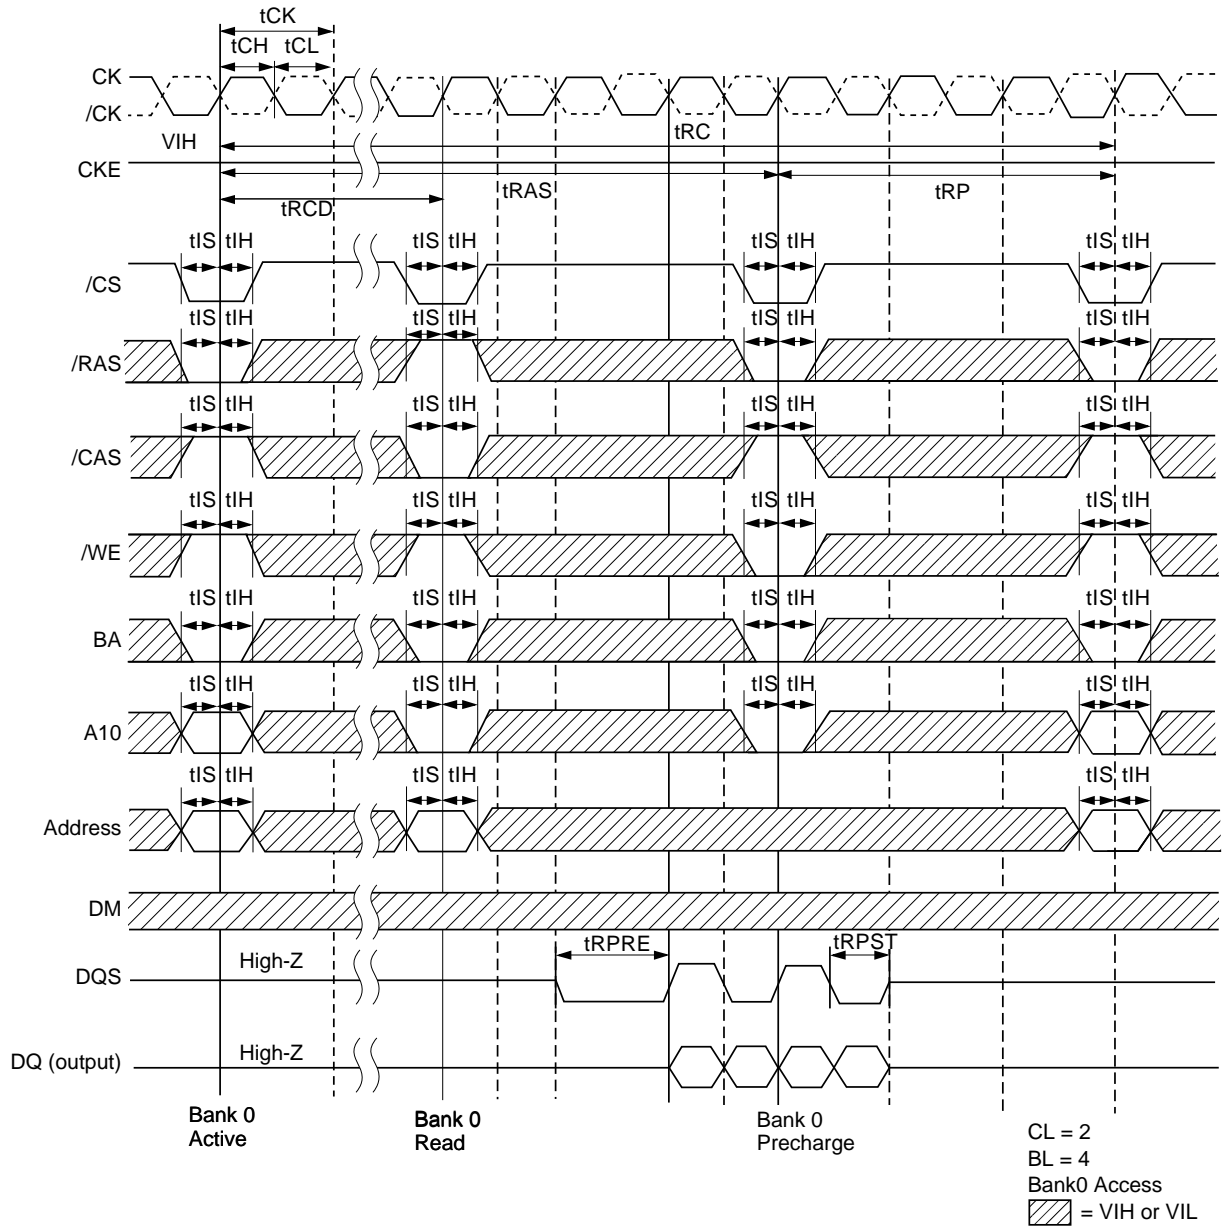 tCK
tCH tCL
CK
/CK
VIH
tRC
CKE
tRAS
tRP
tRCD
tIS tIH tIS tIH tIS tIH tIS tIH
/CS
tIS tIH tIS tIH tIS tIH tIS tIH
/RAS
tIS tIH tIS tIH tIS tIH tIS tIH
/CAS
tIS tIH tIS tIH tIS tIH tIS tIH
/WE
tIS tIH tIS tIH tIS tIH tIS tIH
BA
tIS tIH tIS tIH tIS tIH tIS tIH
A10
tIS tIH tIS tIH tIS tIH
Address
DM
tRPRE tRPST
High-Z
DQS
High-Z
DQ (output)
Bank 0
Active
Bank 0
Read
Bank 0
Precharge
CL = 2
BL = 4
Bank0 Access
= VIH or VIL